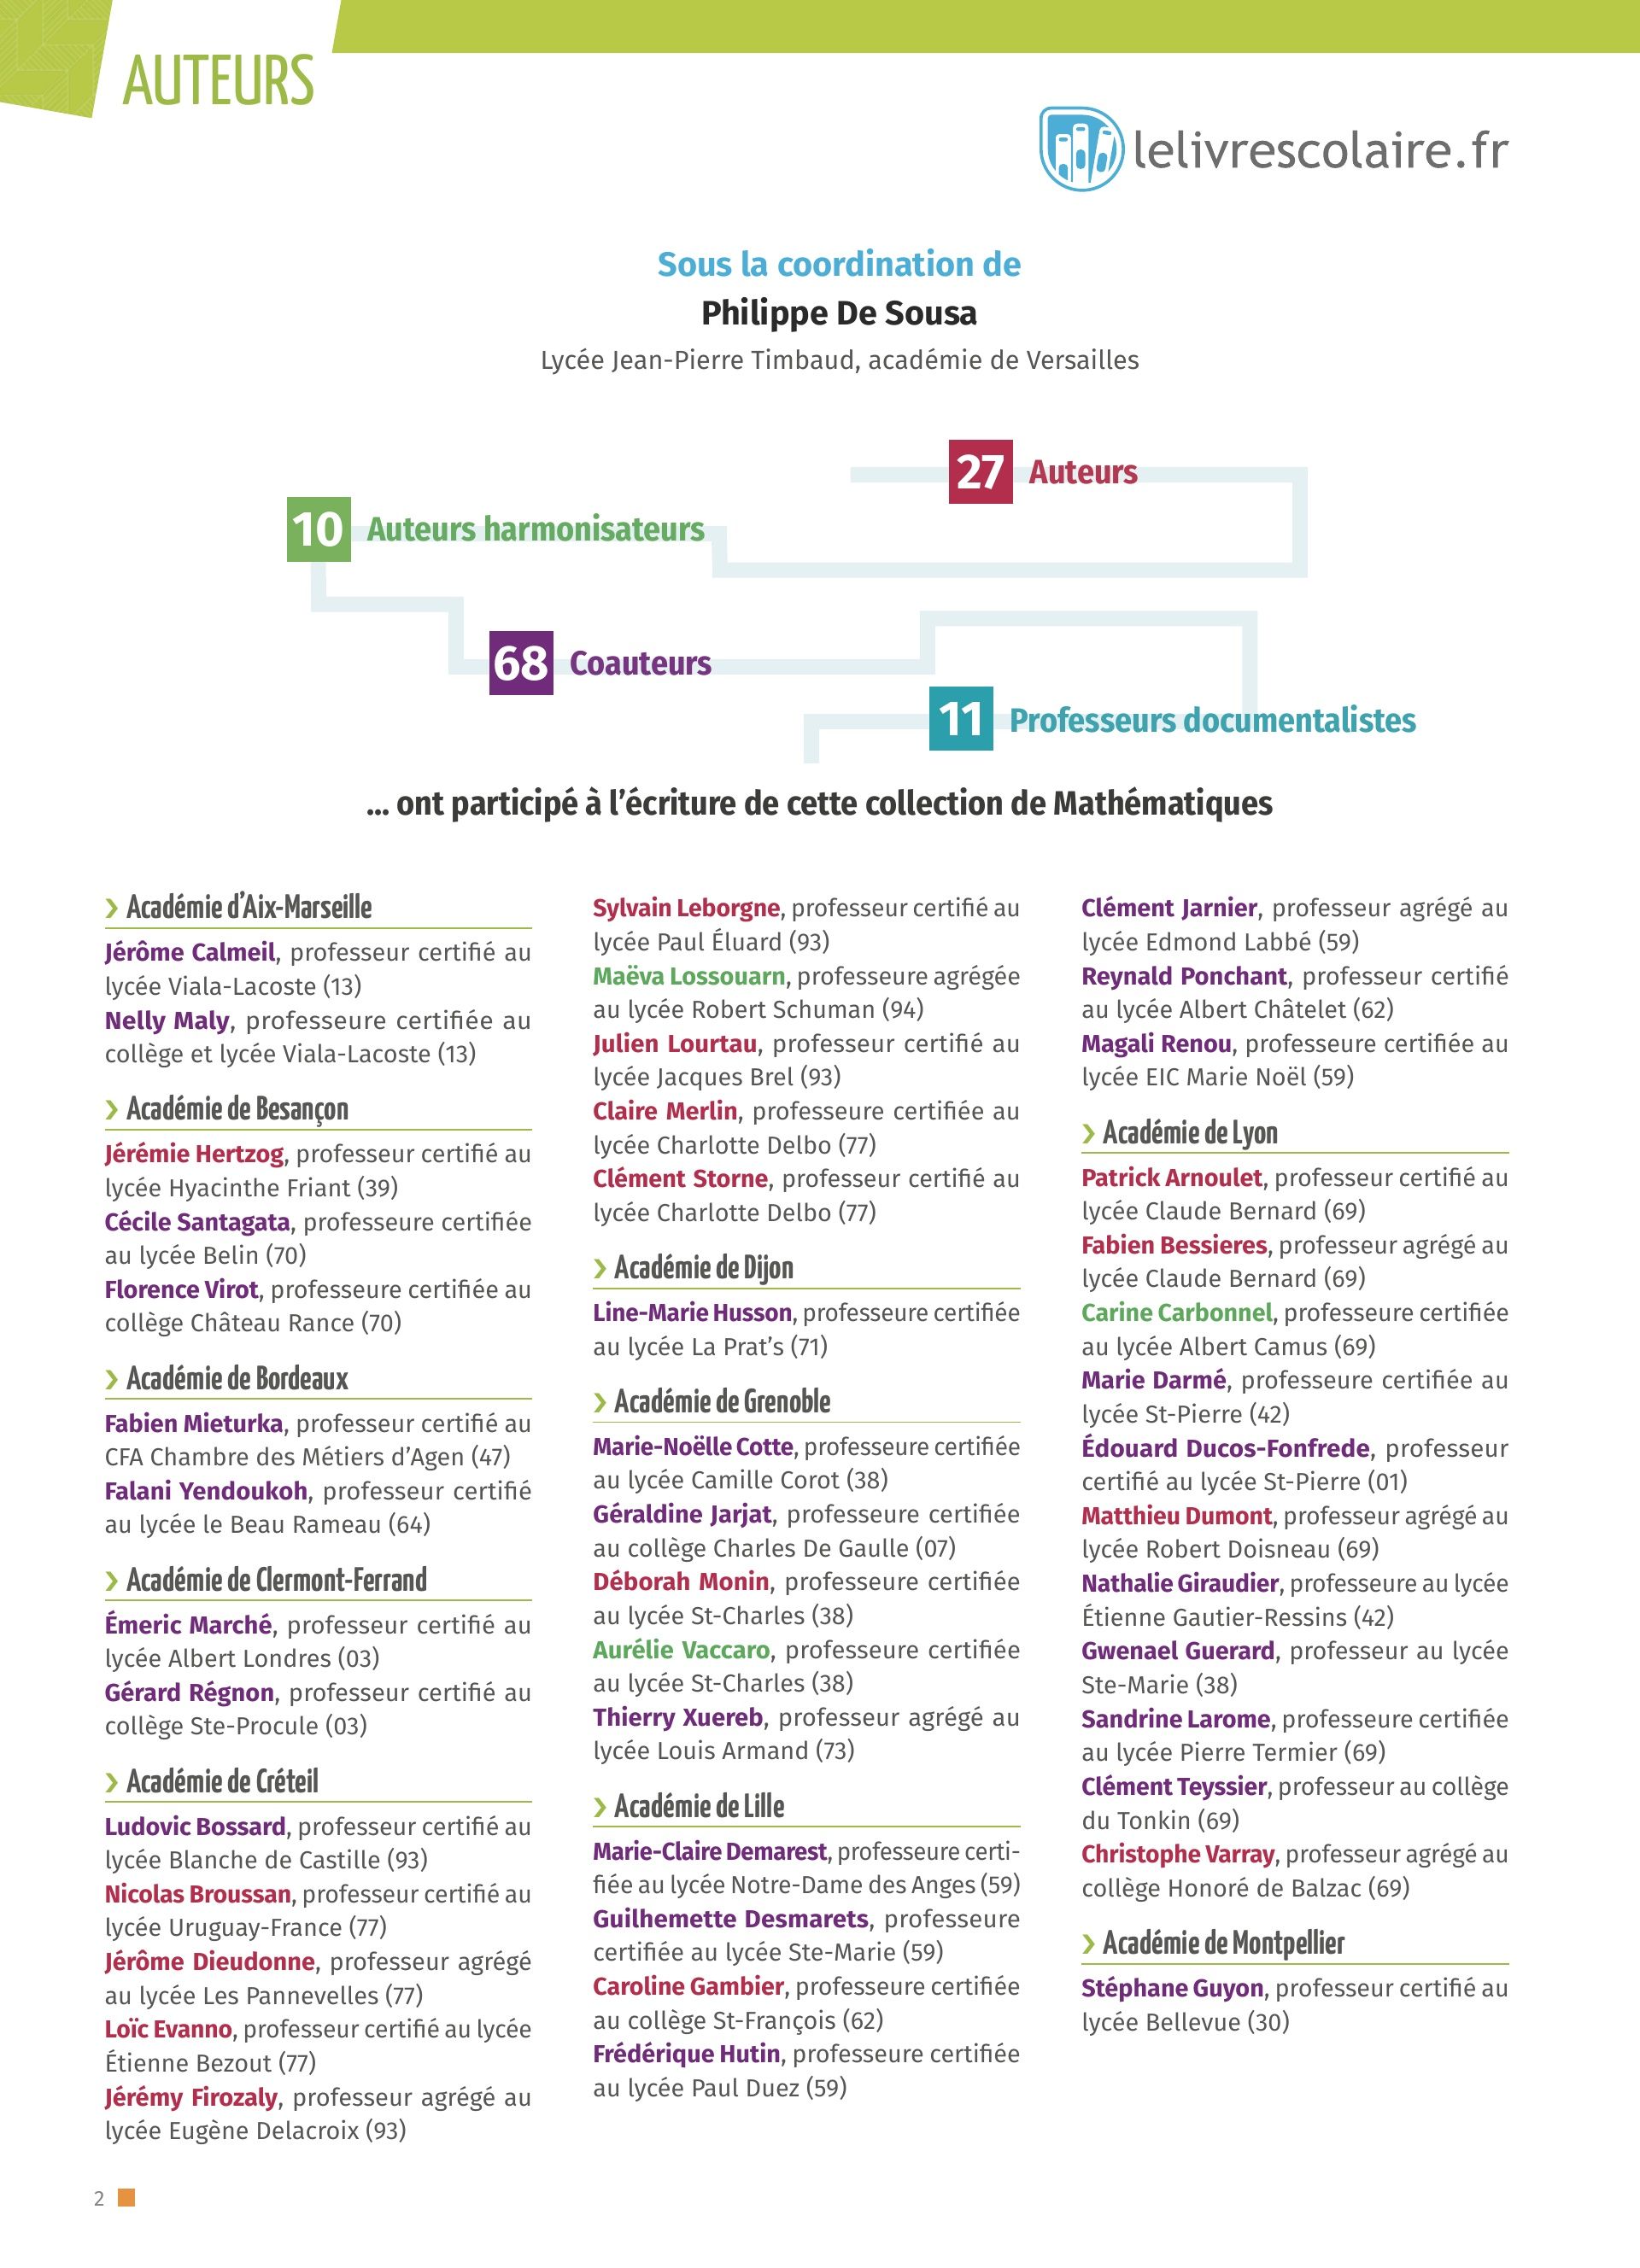 AUTEURS
lelivrescolaire.fr
Sous la coordination de
Philippe De Sousa
Lycée Jean-Pierre Timbaud, académie de Versailles
27 Auteurs
10 Auteurs harmonisateurs
68 Coauteurs
11 Professeurs documentalistes
... ont participé à l’écriture de cette collection de Mathématiques
› Académie d’Aix-Marseille
Jérôme Calmeil, professeur certifié au
lycée Viala-Lacoste (13)
Nelly Maly, professeure certifiée au
collège et lycée Viala-Lacoste (13)
› Académie de Besançon
Jérémie Hertzog, professeur certifié au
lycée Hyacinthe Friant (39)
Cécile Santagata, professeure certifiée
au lycée Belin (70)
Florence Virot, professeure certifiée au
collège Château Rance (70)
› Académie de Bordeaux
Fabien Mieturka, professeur certifié au
CFA Chambre des Métiers d’Agen (47)
Falani Yendoukoh, professeur certifié
au lycée le Beau Rameau (64)
› Académie de Clermont-Ferrand
Émeric Marché, professeur certifié au
lycée Albert Londres (03)
Gérard Régnon, professeur certifié au
collège Ste-Procule (03)
› Académie de Créteil
Ludovic Bossard, professeur certifié au
lycée Blanche de Castille (93)
Nicolas Broussan, professeur certifié au
lycée Uruguay-France (77)
Jérôme Dieudonne, professeur agrégé
au lycée Les Pannevelles (77)
Loïc Evanno, professeur certifié au lycée
Étienne Bezout (77)
Jérémy Firozaly, professeur agrégé au
lycée Eugène Delacroix (93)
Sylvain Leborgne, professeur certifié au
lycée Paul Éluard (93)
Maëva Lossouarn, professeure agrégée
au lycée Robert Schuman (94)
Julien Lourtau, professeur certifié au
lycée Jacques Brel (93)
Claire Merlin, professeure certifiée au
lycée Charlotte Delbo (77)
Clément Storne, professeur certifié au
lycée Charlotte Delbo (77)
› Académie de Dijon
Line-Marie Husson, professeure certifiée
au lycée La Prat’s (71)
› Académie de Grenoble
Marie-Noëlle Cotte, professeure certifiée
au lycée Camille Corot (38)
Géraldine Jarjat, professeure certifiée
au collège Charles De Gaulle (07)
Déborah Monin, professeure certifiée
au lycée St-Charles (38)
Aurélie Vaccaro, professeure certifiée
au lycée St-Charles (38)
Thierry Xuereb, professeur agrégé au
lycée Louis Armand (73)
› Académie de Lille
Marie-Claire Demarest, professeure certi-
fiée au lycée Notre-Dame des Anges (59)
Guilhemette Desmarets, professeure
certifiée au lycée Ste-Marie (59)
Caroline Gambier, professeure certifiée
au collège St-François (62)
Frédérique Hutin, professeure certifiée
au lycée Paul Duez (59)
Clément Jarnier, professeur agrégé au
lycée Edmond Labbé (59)
Reynald Ponchant, professeur certifié
au lycée Albert Châtelet (62)
Magali Renou, professeure certifiée au
lycée EIC Marie Noël (59)
› Académie de Lyon
Patrick Arnoulet, professeur certifié au
lycée Claude Bernard (69)
Fabien Bessieres, professeur agrégé au
lycée Claude Bernard (69)
Carine Carbonnel, professeure certifiée
au lycée Albert Camus (69)
Marie Darmé, professeure certifiée au
lycée St-Pierre (42)
Édouard Ducos-Fonfrede, professeur
certifié au lycée St-Pierre (01)
Matthieu Dumont, professeur agrégé au
lycée Robert Doisneau (69)
Nathalie Giraudier, professeure au lycée
Étienne Gautier-Ressins (42)
Gwenael Guerard, professeur au lycée
Ste-Marie (38)
Sandrine Larome, professeure certifiée
au lycée Pierre Termier (69)
Clément Teyssier, professeur au collège
du Tonkin (69)
Christophe Varray, professeur agrégé au
collège Honoré de Balzac (69)
› Académie de Montpellier
Stéphane Guyon, professeur certifié au
lycée Bellevue (30)
2